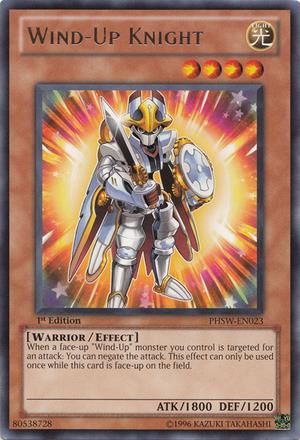 WIND-UP KNIGHT
LIGHT
光
1st Edition
PHSW-EN023
[WARRIOR / EFFECT]
When a face-up "Wind-Up" monster you control is targeted for
an attack: You can negate the attack. This effect can only be used
once while this card is face-up on the field.
ATK/1800 DEF/1200
80538728
©1996 KAZUKI TAKAHASHI